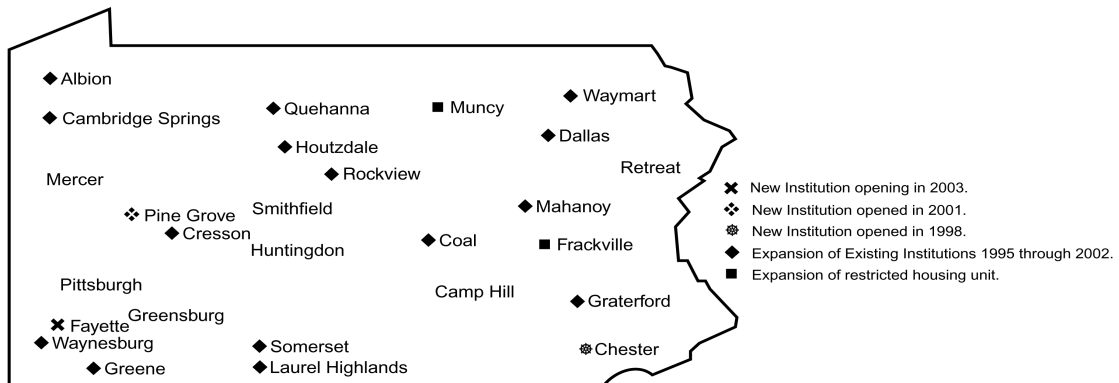 Albion
Waymart
Quehanna
Muncy
Cambridge Springs
Dallas
Houtzdale
Retreat
Rockview
Mercer
Mahanoy
Smithfield
Pine Grove
Cresson
Coal
Frackville
Huntingdon
Pittsburgh
Camp Hill
Graterford
Greensburg
Fayette
Waynesburg
Somerset
Chester
Greene
Laurel Highlands
New Institution opening in 2003.
New Institution opened in 2001.
New Institution opened in 1998.
Expansion of Existing Institutions 1995 through 2002.
Expansion of restricted housing unit.